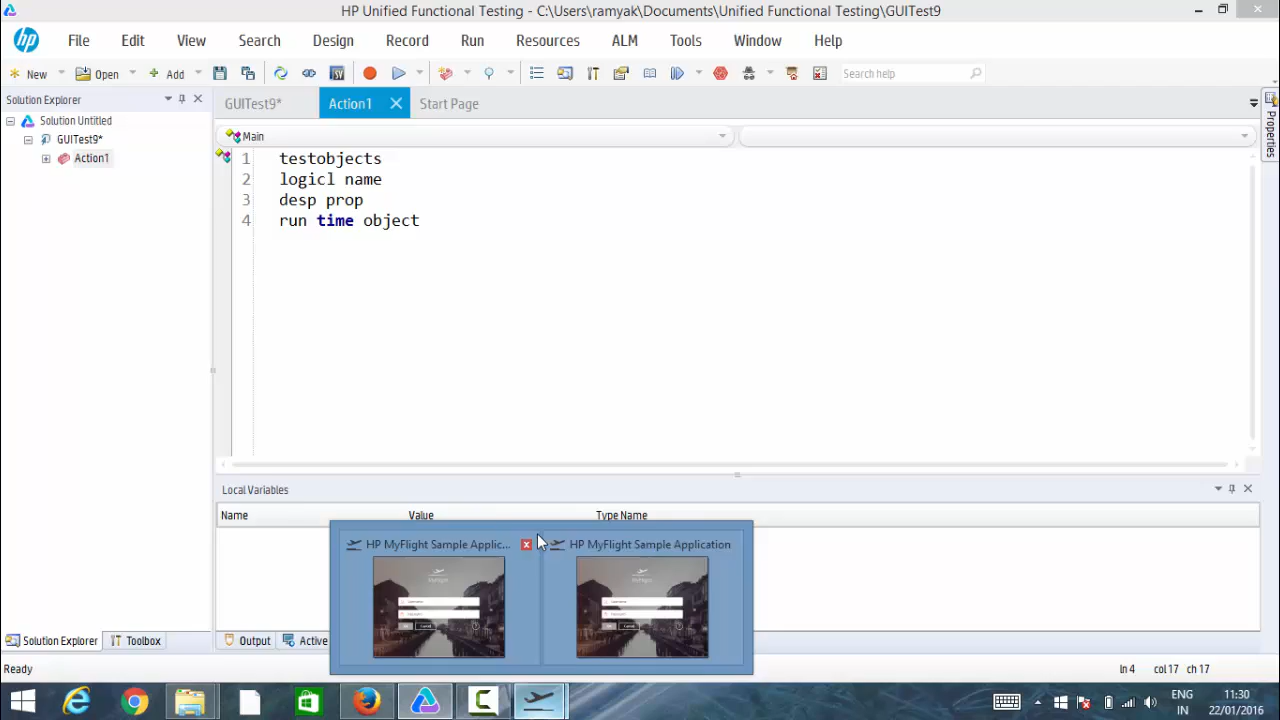 HP Unified Functional Testing - C:\Users\ramyak\Documents\Unified Functional Testing\GUITest9
hp File Edit View Search Design Record Run Resources ALM Tools Window Help
New Open Add Search help
Solution Explorer
GUITest9* Action1 Start Page
Properties
Solution Untitled
GUITest9*
Action1
Main
1 testobjects
2 logicl name
3 desp prop
4 run time object
Local Variables
Name Value Type Name
HP MyFlight Sample Applic... HP MyFlight Sample Application
Solution Explorer Toolbox Output Active
Ready ln 4 col 17 ch 17
ENG 11:30
IN 22/01/2016